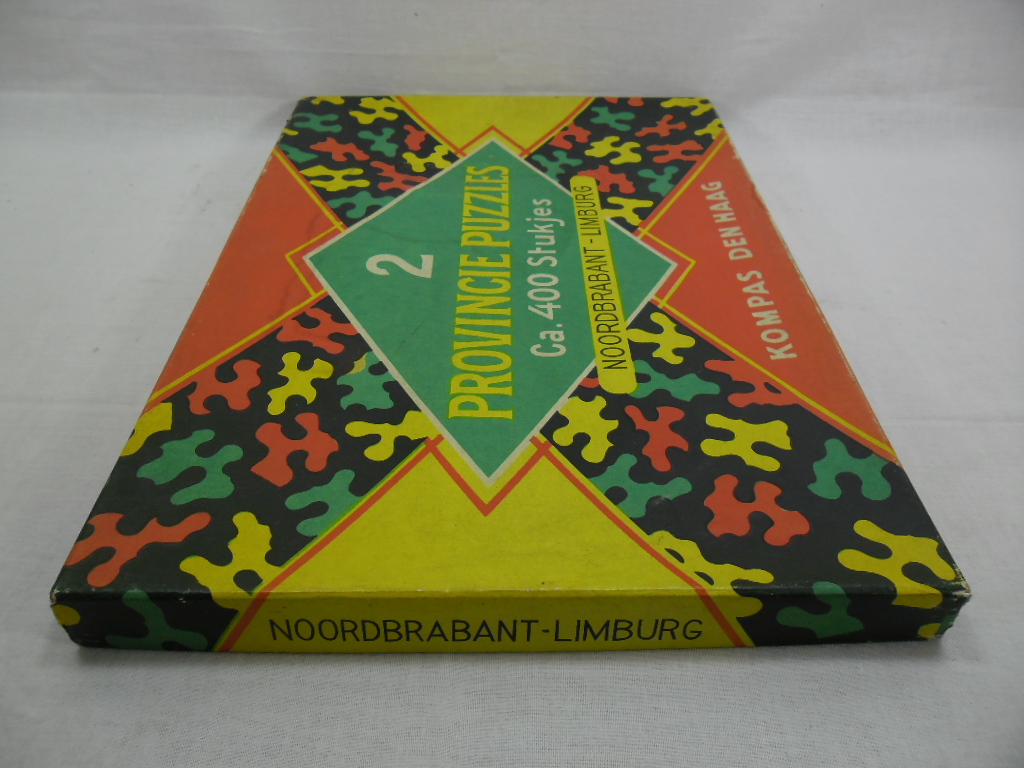 2
PROVINCIE PUZZLES
Ca. 400 Stukjes
NOORDBRABANT-LIMBURG
KOMPAS DEN HAAG
NOORDBRABANT-LIMBURG